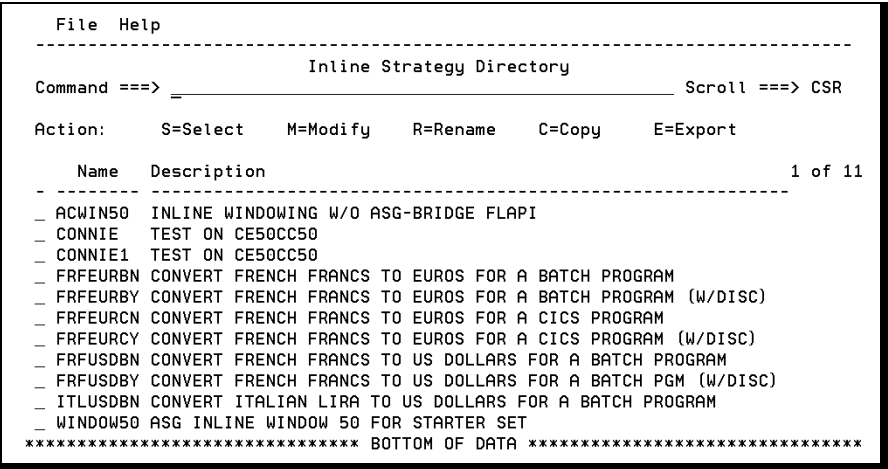 File  Help
------------------------------------------------------------------------------
Inline Strategy Directory
Command ===> _______________________________________________ Scroll ===> CSR
Action:     S=Select    M=Modify    R=Rename    C=Copy     E=Export
Name   Description                                                  1 of 11
- -------- -------------------------------------------------------------
_ ACWIN50  INLINE WINDOWING W/O ASG-BRIDGE FLAPI
_ CONNIE   TEST ON CE50CC50
_ CONNIE1  TEST ON CE50CC50
_ FRFEURBN CONVERT FRENCH FRANCS TO EUROS FOR A BATCH PROGRAM
_ FRFEURBY CONVERT FRENCH FRANCS TO EUROS FOR A BATCH PROGRAM (W/DISC)
_ FRFEURCN CONVERT FRENCH FRANCS TO EUROS FOR A CICS PROGRAM
_ FRFEURCY CONVERT FRENCH FRANCS TO EUROS FOR A CICS PROGRAM (W/DISC)
_ FRFUSDBN CONVERT FRENCH FRANCS TO US DOLLARS FOR A BATCH PROGRAM
_ FRFUSDBY CONVERT FRENCH FRANCS TO US DOLLARS FOR A BATCH PGM (W/DISC)
_ ITLUSDBN CONVERT ITALIAN LIRA TO US DOLLARS FOR A BATCH PROGRAM
_ WINDOW50 ASG INLINE WINDOW 50 FOR STARTER SET
******************************** BOTTOM OF DATA ********************************